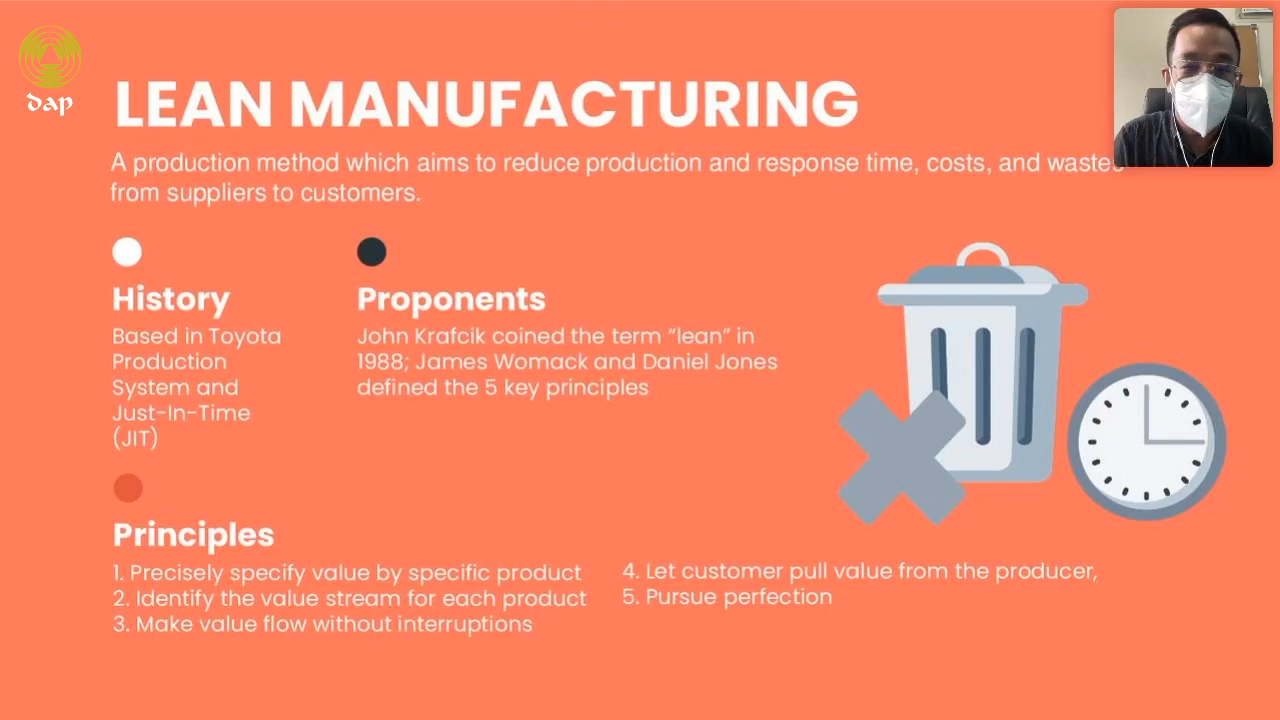 dap
LEAN MANUFACTURING
A production method which aims to reduce production and response time, costs, and wastes
from suppliers to customers.
History
Based in Toyota
Production
System and
Just-In-Time
(JIT)
Proponents
John Krafcik coined the term “lean” in
1988; James Womack and Daniel Jones
defined the 5 key principles
Principles
1. Precisely specify value by specific product
2. Identify the value stream for each product
3. Make value flow without interruptions
4. Let customer pull value from the producer,
5. Pursue perfection